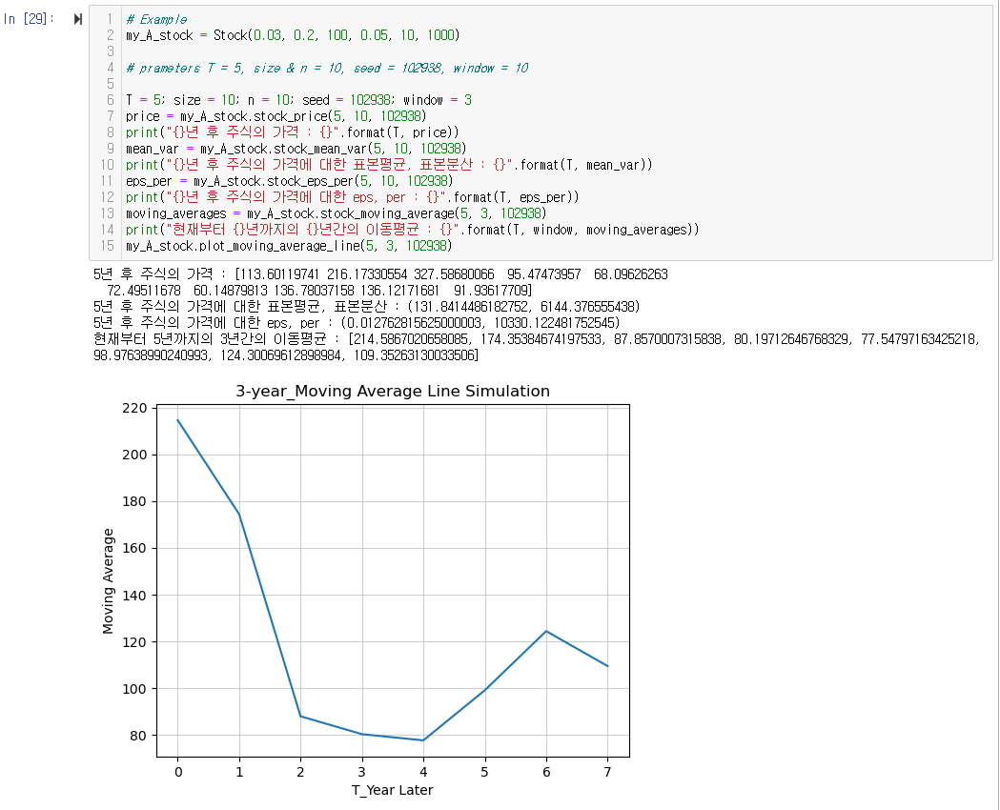 In [29]:
1 # Example
2 my_A_stock = Stock(0.03, 0.2, 100, 0.05, 10, 1000)
3
4 # prameters T = 5, size & n = 10, seed = 102938, window = 10
5
6 T = 5; size = 10; n = 10; seed = 102938; window = 3
7 price = my_A_stock.stock_price(5, 10, 102938)
8 print("{}년 후 주식의 가격 : {}".format(T, price))
9 mean_var = my_A_stock.stock_mean_var(5, 10, 102938)
10 print("{}년 후 주식의 가격에 대한 표본평균, 표본분산 : {}".format(T, mean_var))
11 eps_per = my_A_stock.stock_eps_per(5, 10, 102938)
12 print("{}년 후 주식의 가격에 대한 eps, per : {}".format(T, eps_per))
13 moving_averages = my_A_stock.stock_moving_average(5, 3, 102938)
14 print("현재부터 {}년까지의 {}년간의 이동평균 : {}".format(T, window, moving_averages))
15 my_A_stock.plot_moving_average_line(5, 3, 102938)
5년 후 주식의 가격 : [113.60119741 216.17330554 327.58680066  95.47473957  68.09626263
72.49511678  60.14879813 136.78037158 136.12171681  91.93617709]
5년 후 주식의 가격에 대한 표본평균, 표본분산 : (131.8414486182752, 6144.376555438)
5년 후 주식의 가격에 대한 eps, per : (0.012762815625000003, 10330.122481752545)
현재부터 5년까지의 3년간의 이동평균 : [214.5867020658085, 174.35384674197533, 87.8570007315838, 80.19712646768329, 77.54797163425218,
98.97638990240993, 124.30069612898984, 109.35263130033506]
3-year_Moving Average Line Simulation
220
200
180
160
140
120
100
80
Moving Average
0 1 2 3 4 5 6 7
T_Year Later